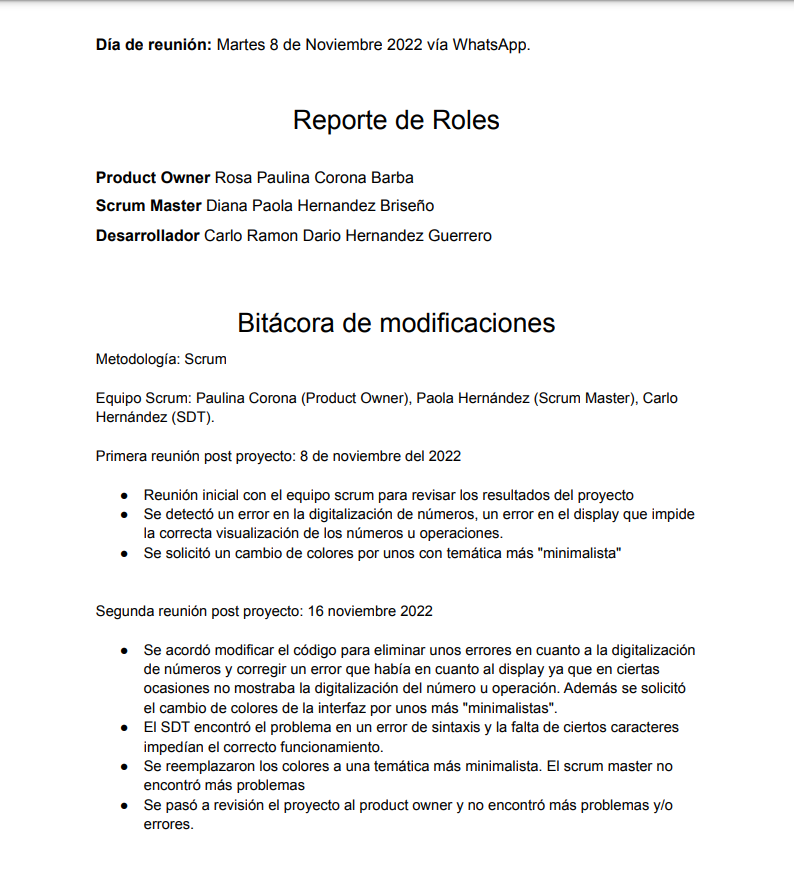 Día de reunión: Martes 8 de Noviembre 2022 vía WhatsApp.
Reporte de Roles
Product Owner Rosa Paulina Corona Barba
Scrum Master Diana Paola Hernandez Briseño
Desarrollador Carlo Ramon Dario Hernandez Guerrero
Bitácora de modificaciones
Metodología: Scrum
Equipo Scrum: Paulina Corona (Product Owner), Paola Hernández (Scrum Master), Carlo
Hernández (SDT).
Primera reunión post proyecto: 8 de noviembre del 2022
● Reunión inicial con el equipo scrum para revisar los resultados del proyecto
● Se detectó un error en la digitalización de números, un error en el display que impide
la correcta visualización de los números u operaciones.
● Se solicitó un cambio de colores por unos con temática más "minimalista"
Segunda reunión post proyecto: 16 noviembre 2022
● Se acordó modificar el código para eliminar unos errores en cuanto a la digitalización
de números y corregir un error que había en cuanto al display ya que en ciertas
ocasiones no mostraba la digitalización del número u operación. Además se solicitó
el cambio de colores de la interfaz por unos más "minimalistas".
● El SDT encontró el problema en un error de sintaxis y la falta de ciertos caracteres
impedían el correcto funcionamiento.
● Se reemplazaron los colores a una temática más minimalista. El scrum master no
encontró más problemas
● Se pasó a revisión el proyecto al product owner y no encontró más problemas y/o
errores.